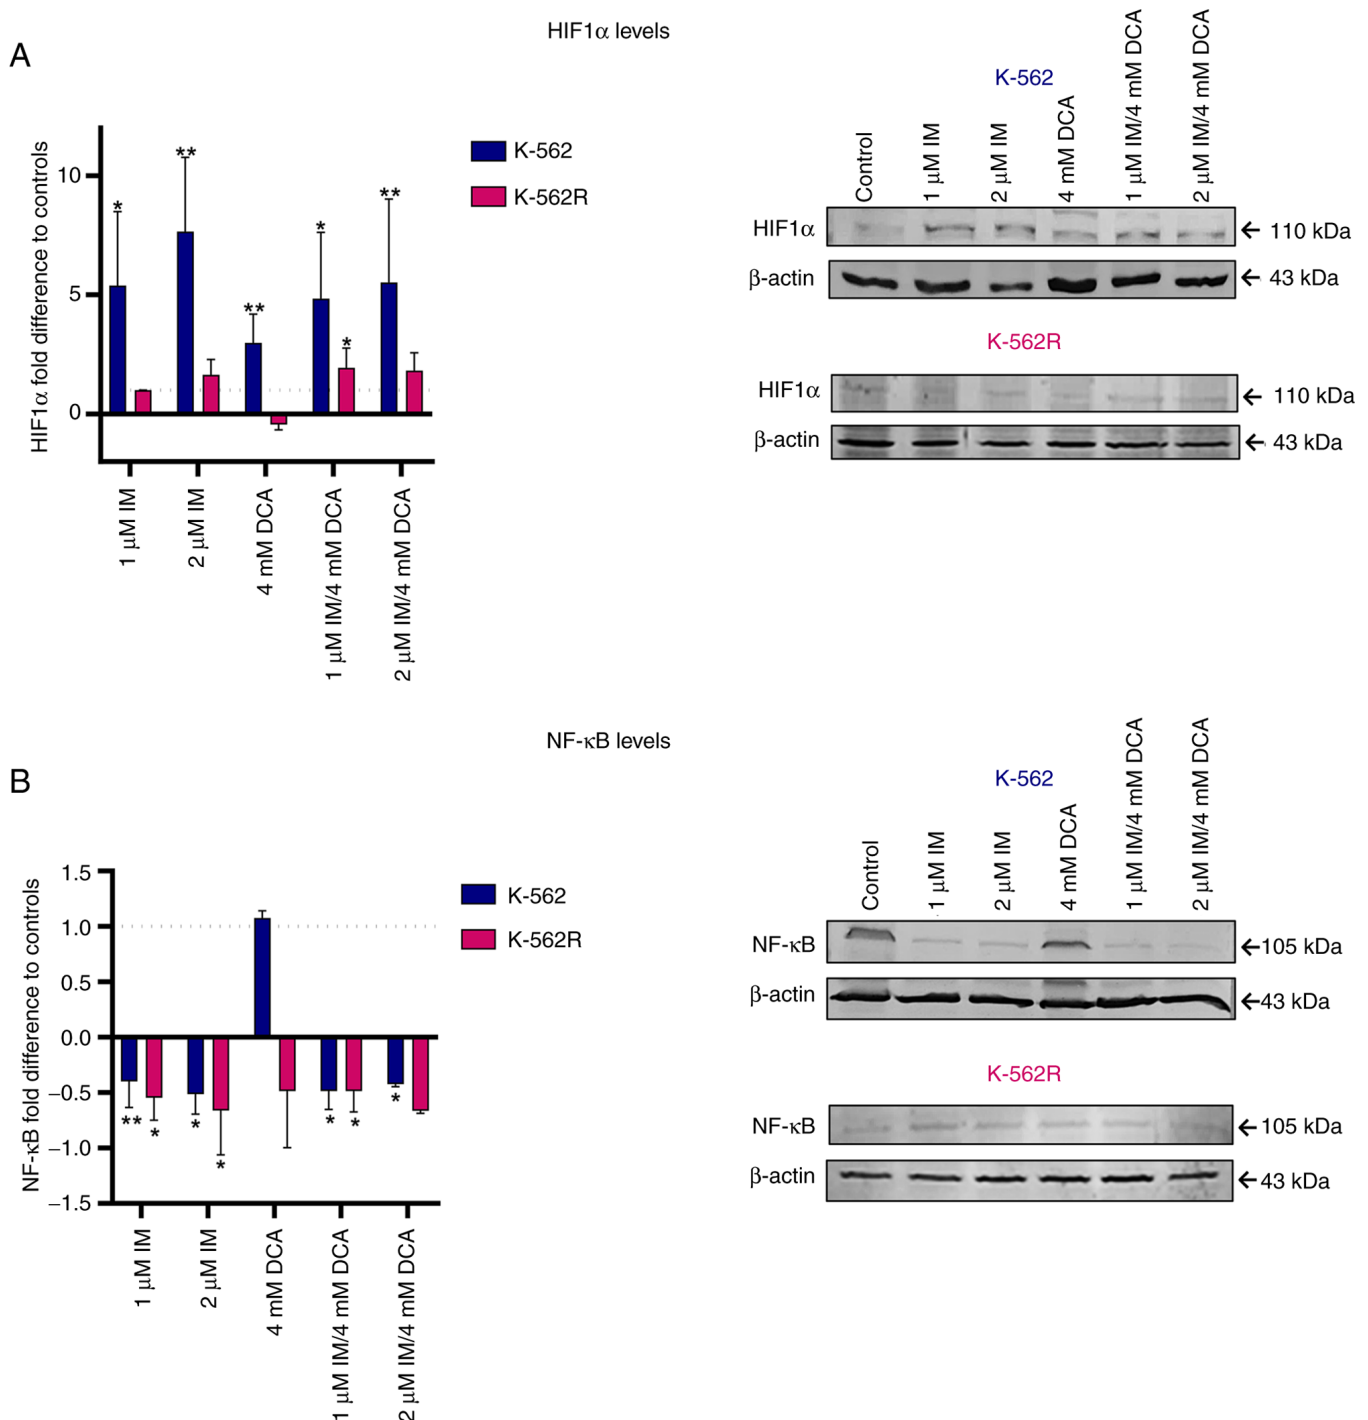 HIF1α levels
A
HIF1α fold difference to controls
10
5
0
*
**
**
*
*
**
K-562
K-562R
1 μM IM
2 μM IM
4 mM DCA
1 μM IM/4 mM DCA
2 μM IM/4 mM DCA
K-562
Control
1 μM IM
2 μM IM
4 mM DCA
1 μM IM/4 mM DCA
2 μM IM/4 mM DCA
HIF1α
110 kDa
β-actin
43 kDa
K-562R
HIF1α
110 kDa
β-actin
43 kDa
NF-κB levels
B
NF-κB fold difference to controls
1.5
1.0
0.5
0.0
−0.5
−1.0
−1.5
**
*
*
*
*
*
*
K-562
K-562R
1 μM IM
2 μM IM
4 mM DCA
1 μM IM/4 mM DCA
2 μM IM/4 mM DCA
K-562
Control
1 μM IM
2 μM IM
4 mM DCA
1 μM IM/4 mM DCA
2 μM IM/4 mM DCA
NF-κB
105 kDa
β-actin
43 kDa
K-562R
NF-κB
105 kDa
β-actin
43 kDa